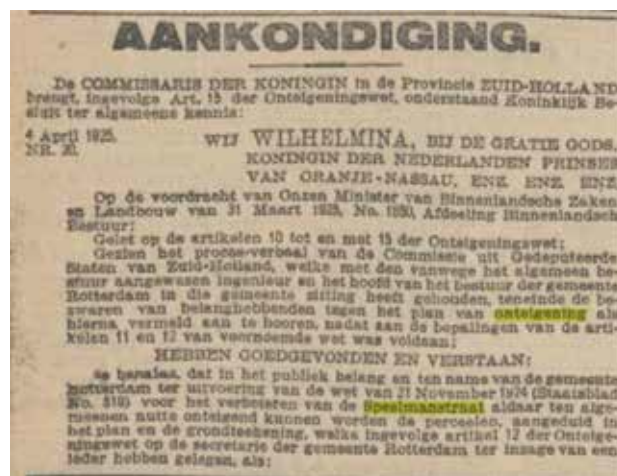 AANKONDIGING.
De COMMISSARIS DER KONINGIN in de Provincie ZUID-HOLLAND
brengt, ingevolge Art. 15 der Onteigeningswet, onderstaand Koninklijk Be-
sluit ter algemeene kennis:
4 April 1925.
NR. 30.
WIJ WILHELMINA, BIJ DE GRATIE GODS,
KONINGIN DER NEDERLANDEN PRINSES
VAN ORANJE-NASSAU, ENZ. ENZ. ENZ.
Op de voordracht van Onzen Minister van Binnenlandsche Zaken
en Landbouw van 31 Maart 1925, No. Afdeeling Binnenlandsch
Bestuur;
Gelet op de artikelen 10 tot en met 15 der Onteigeningswet;
Gezien het proces-verbaal van de Commissie uit Gedeputeerde
Staten van Zuid-Holland, welke met den vanwege het algemeen be-
stuur aangewezen ingenieur en het hoofd van het bestuur der gemeente
Rotterdam in die gemeente zitting heeft gehouden, teneinde de be-
zwaren van belanghebbenden tegen het plan van onteigening als
hierna vermeld aan te hooren, nadat aan de bepalingen van de arti-
kelen 11 en 12 van voornoemde wet was voldaan;
HEBBEN GOEDGEVONDEN EN VERSTAAN:
te bepalen, dat in het publiek belang en ten name van de gemeente
Rotterdam ter uitvoering van de wet van 21 November 1924 (Staatsblad
No. 519) voor het verbeteren van de Speelmanstraat aldaar ten alge-
meenen nutte onteigend kunnen worden de perceelen, aangeduid in
het plan en de grondteekening, welke ingevolge artikel 12 der Onteige-
ningswet op de secretarie der gemeente Rotterdam ter inzage van een
ieder hebben gelegen, als: